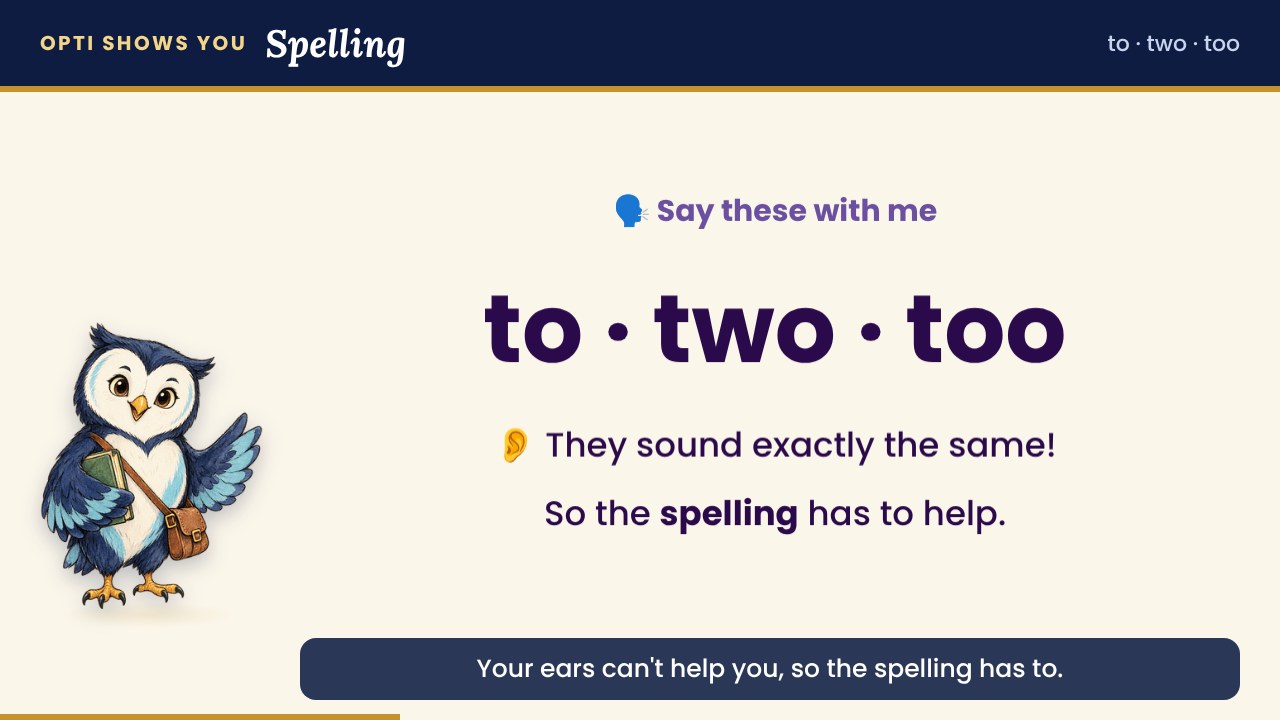 OPTI SHOWS YOU Spelling
to · two · too
🗣️ Say these with me
to · two · too
👂 They sound exactly the same!
So the spelling has to help.
Your ears can't help you, so the spelling has to.